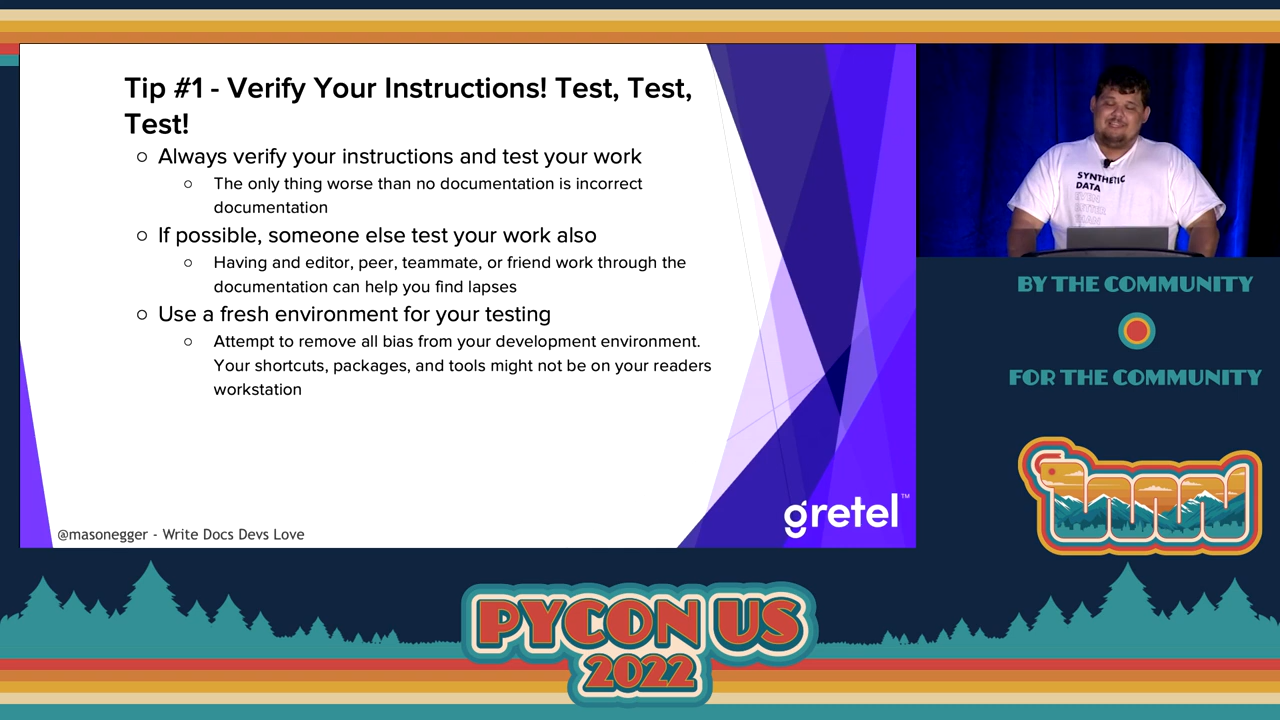 Tip #1 - Verify Your Instructions! Test, Test,
Test!
○ Always verify your instructions and test your work
○ The only thing worse than no documentation is incorrect
documentation
○ If possible, someone else test your work also
○ Having and editor, peer, teammate, or friend work through the
documentation can help you find lapses
○ Use a fresh environment for your testing
○ Attempt to remove all bias from your development environment.
Your shortcuts, packages, and tools might not be on your readers
workstation
@masonegger - Write Docs Devs Love
gretel™
SYNTHETIC
DATA
EVEN
BETTER
THAN
BY THE COMMUNITY
FOR THE COMMUNITY
PYCON US
2022